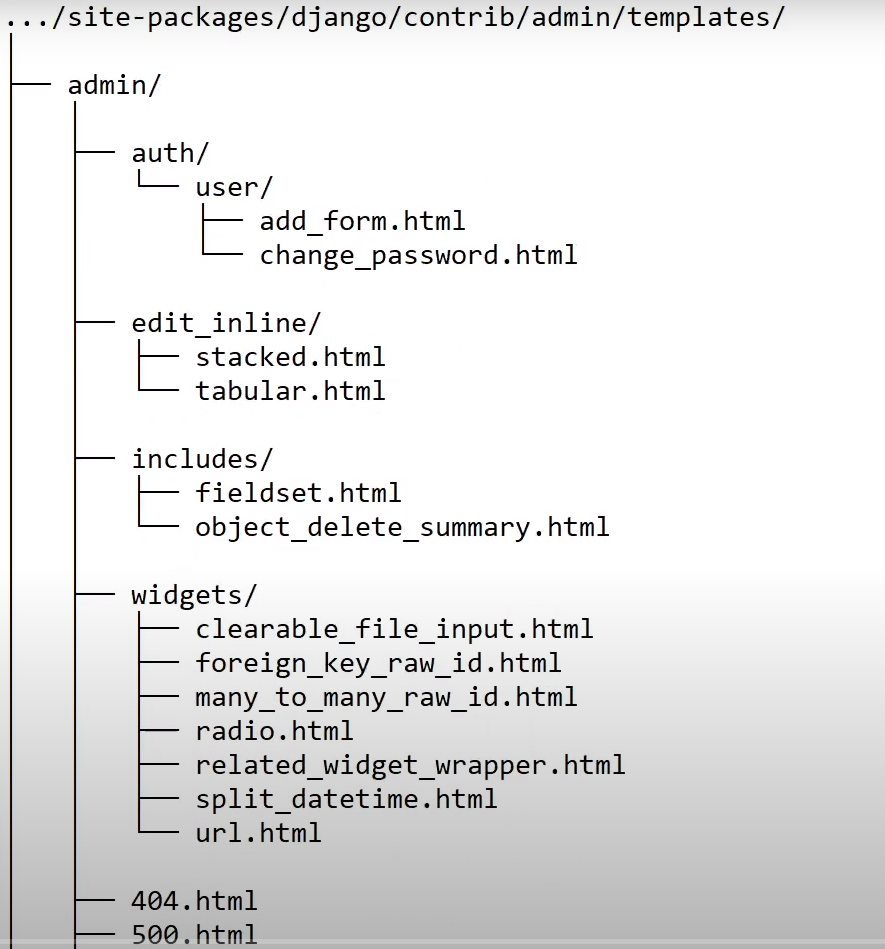 .../site-packages/django/contrib/admin/templates/
admin/
auth/
user/
add_form.html
change_password.html
edit_inline/
stacked.html
tabular.html
includes/
fieldset.html
object_delete_summary.html
widgets/
clearable_file_input.html
foreign_key_raw_id.html
many_to_many_raw_id.html
radio.html
related_widget_wrapper.html
split_datetime.html
url.html
404.html
500.html